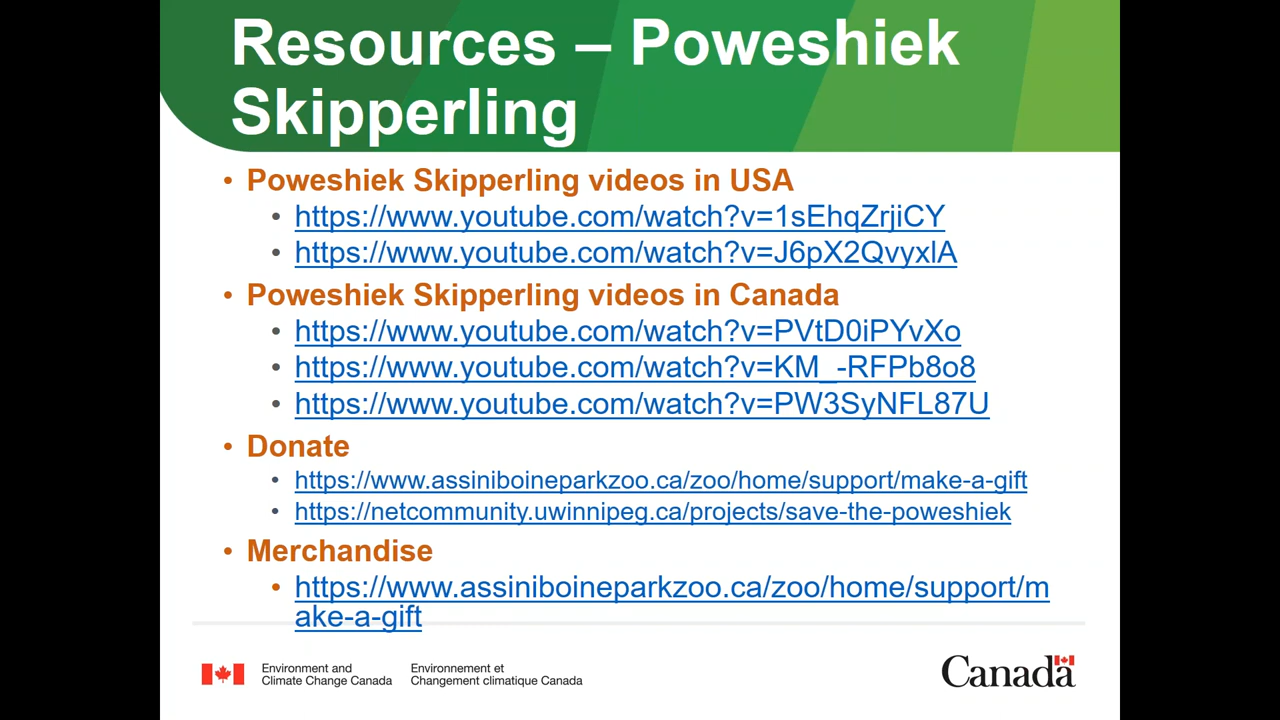 Resources – Poweshiek
Skipperling
• Poweshiek Skipperling videos in USA
• https://www.youtube.com/watch?v=1sEhqZrjiCY
• https://www.youtube.com/watch?v=J6pX2QvyxlA
• Poweshiek Skipperling videos in Canada
• https://www.youtube.com/watch?v=PVtD0iPYvXo
• https://www.youtube.com/watch?v=KM_-RFPb8o8
• https://www.youtube.com/watch?v=PW3SyNFL87U
• Donate
• https://www.assiniboineparkzoo.ca/zoo/home/support/make-a-gift
• https://netcommunity.uwinnipeg.ca/projects/save-the-poweshiek
• Merchandise
• https://www.assiniboineparkzoo.ca/zoo/home/support/m
ake-a-gift
Environment and
Climate Change Canada
Environnement et
Changement climatique Canada
Canada